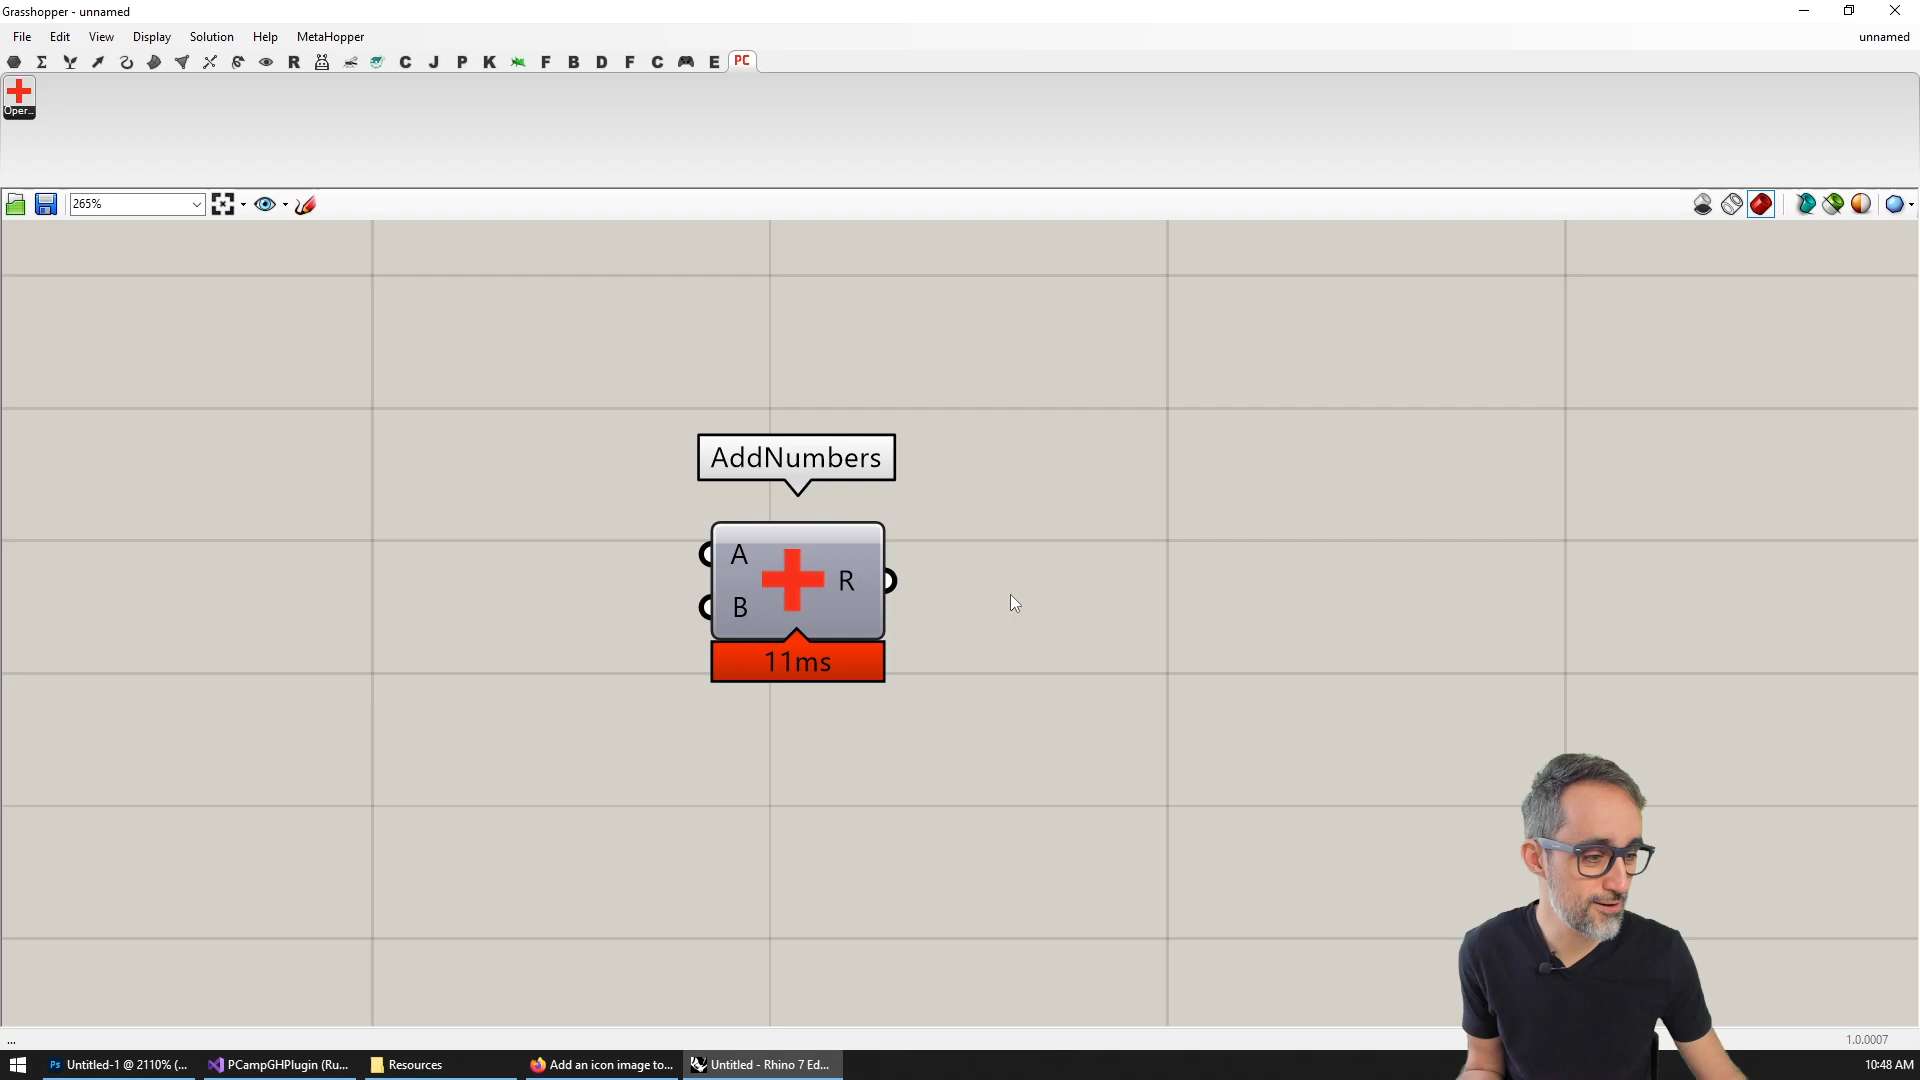 Grasshopper - unnamed
File Edit View Display Solution Help MetaHopper unnamed
R C J P K F B D F C E PC
Oper...
265%
AddNumbers
A
R
B
11ms
...
1.0.0007
Ps Untitled-1 @ 2110% (... PCampGHPlugin (Ru... Resources Add an icon image to... Untitled - Rhino 7 Ed... 10:48 AM